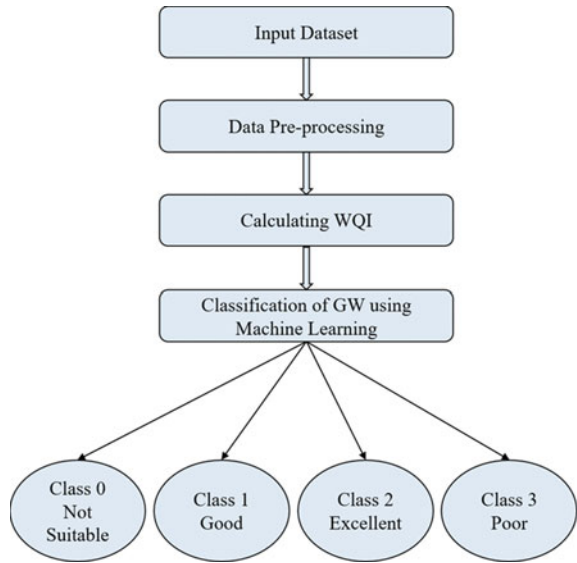 Input Dataset
Data Pre-processing
Calculating WQI
Classification of GW using
Machine Learning
Class 0
Not
Suitable
Class 1
Good
Class 2
Excellent
Class 3
Poor